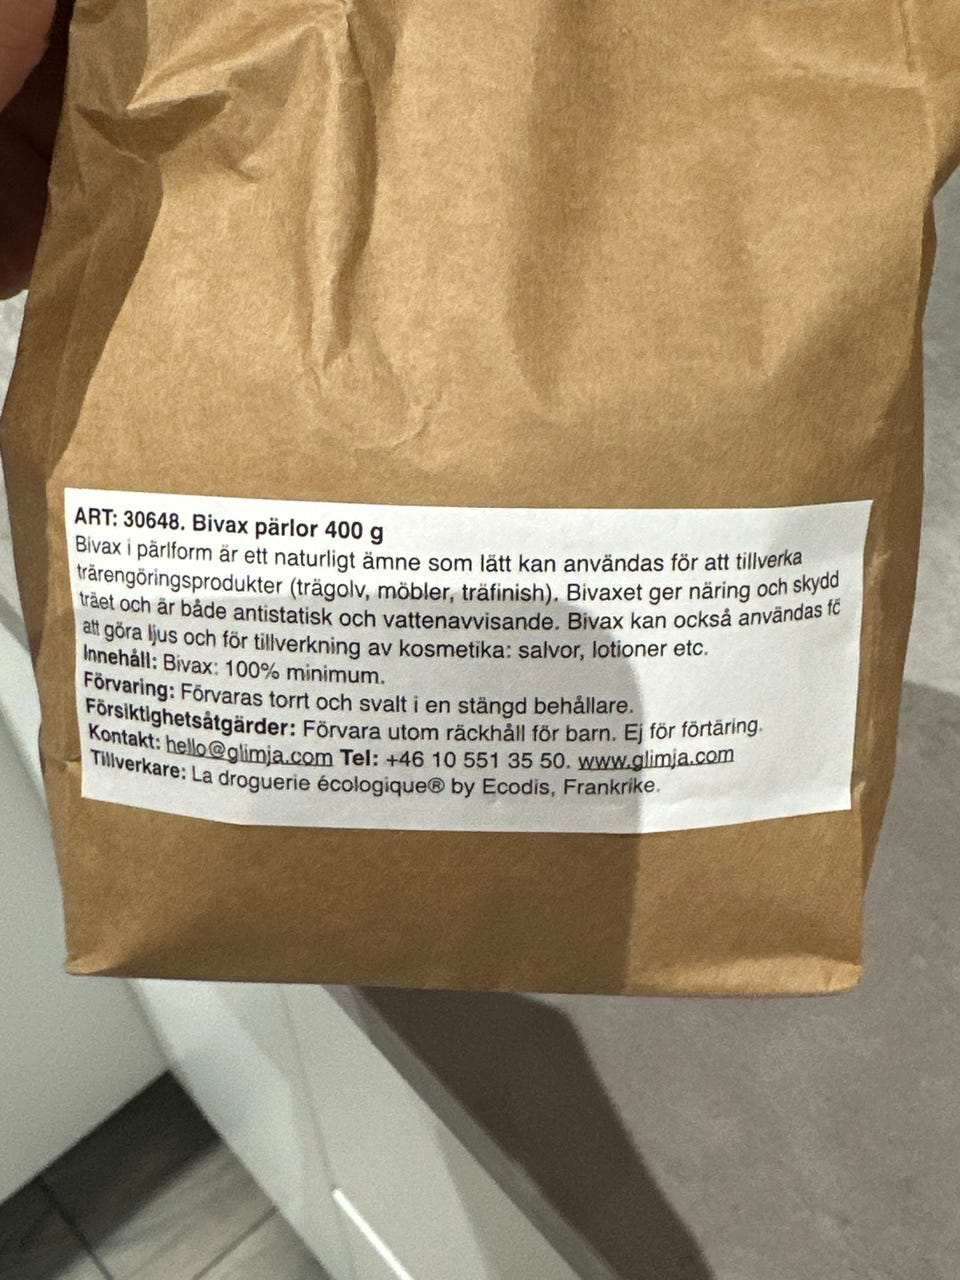 ART: 30648. Bivax pärlor 400 g
Bivax i pärlform är ett naturligt ämne som lätt kan användas för att tillverka
trärengöringsprodukter (trägolv, möbler, träfinish). Bivaxet ger näring och skydd
träet och är både antistatisk och vattenavvisande. Bivax kan också användas fö
att göra ljus och för tillverkning av kosmetika: salvor, lotioner etc.
Innehåll: Bivax: 100% minimum.
Förvaring: Förvaras torrt och svalt i en stängd behållare.
Försiktighetsåtgärder: Förvara utom räckhåll för barn. Ej för förtäring.
Kontakt: hello@glimja.com Tel: +46 10 551 35 50. www.glimja.com
Tillverkare: La droguerie écologique® by Ecodis, Frankrike.